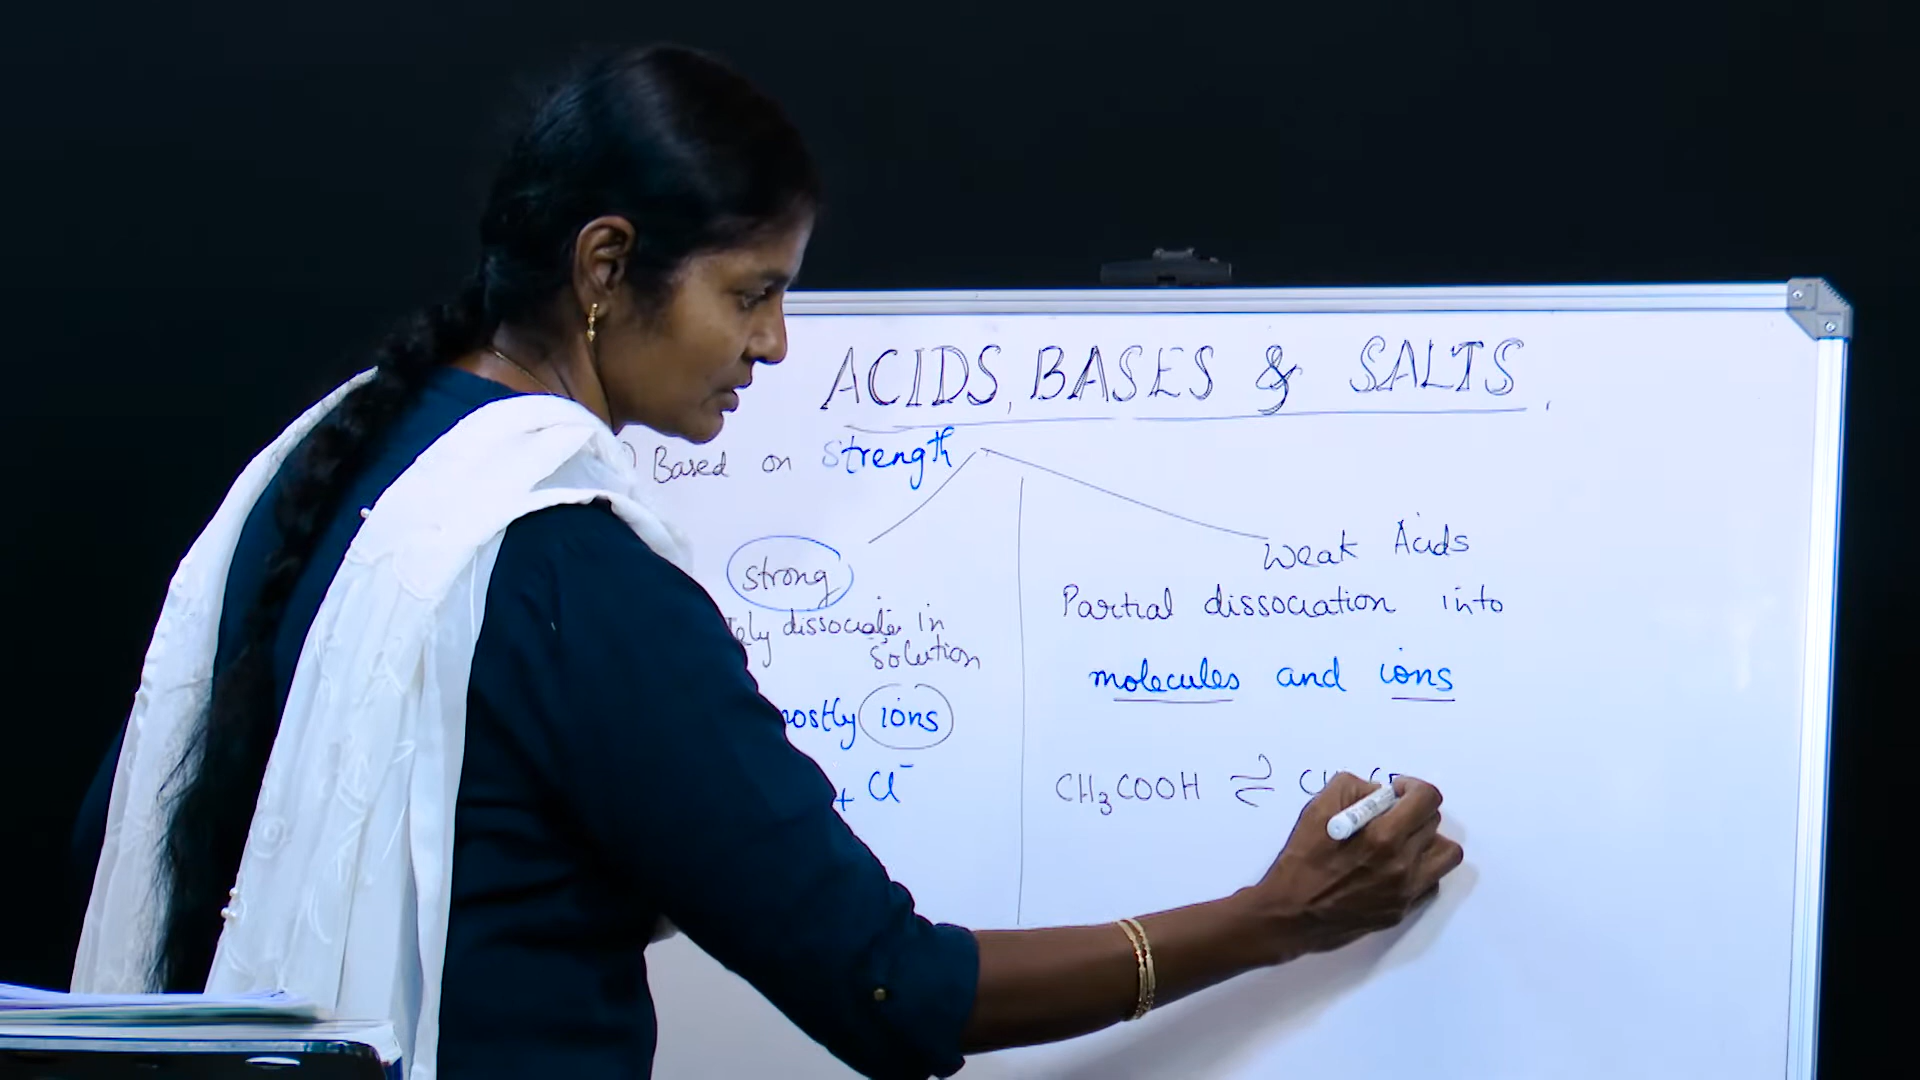 ACIDS, BASES & SALTS.
) Based on strength
strong
dissociate in
solution
mostly ions
+ Cl⁻
Weak Acids
Partial dissociation into
molecules and ions
CH₃COOH ⇌